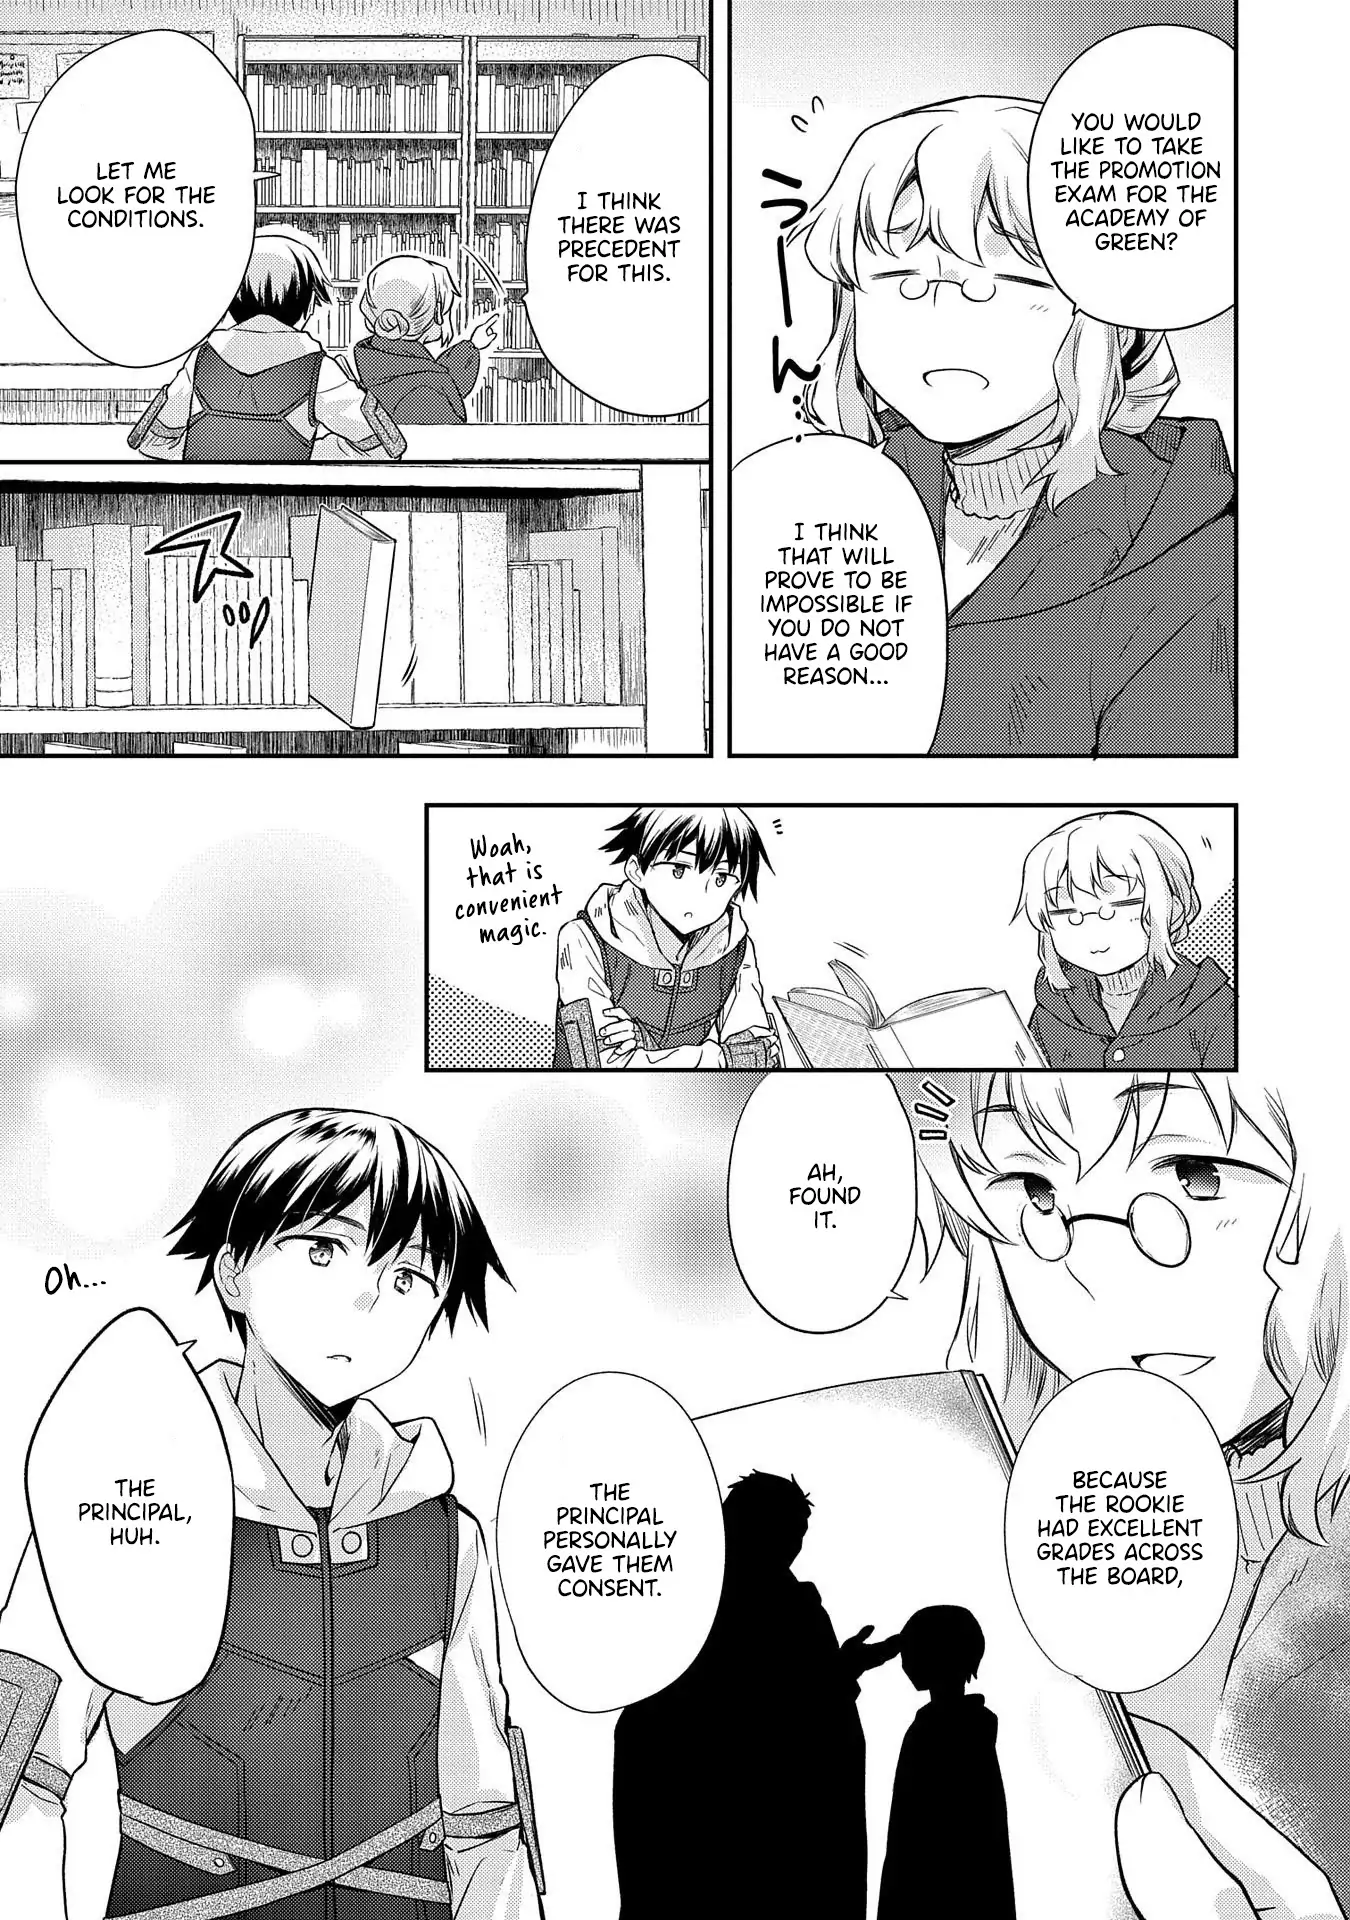 YOU WOULD
LIKE TO TAKE
THE PROMOTION
EXAM FOR THE
ACADEMY OF
GREEN?
うーん…
I THINK
THAT WILL
PROVE TO BE
IMPOSSIBLE IF
YOU DO NOT
HAVE A GOOD
REASON...
I THINK
THERE WAS
PRECEDENT
FOR THIS.
LET ME
LOOK FOR THE
CONDITIONS.
ズッ
Woah,
that is
convenient
magic.
AH,
FOUND
IT.
BECAUSE
THE ROOKIE
HAD EXCELLENT
GRADES ACROSS
THE BOARD,
THE
PRINCIPAL
PERSONALLY
GAVE THEM
CONSENT.
Oh...
THE
PRINCIPAL,
HUH.